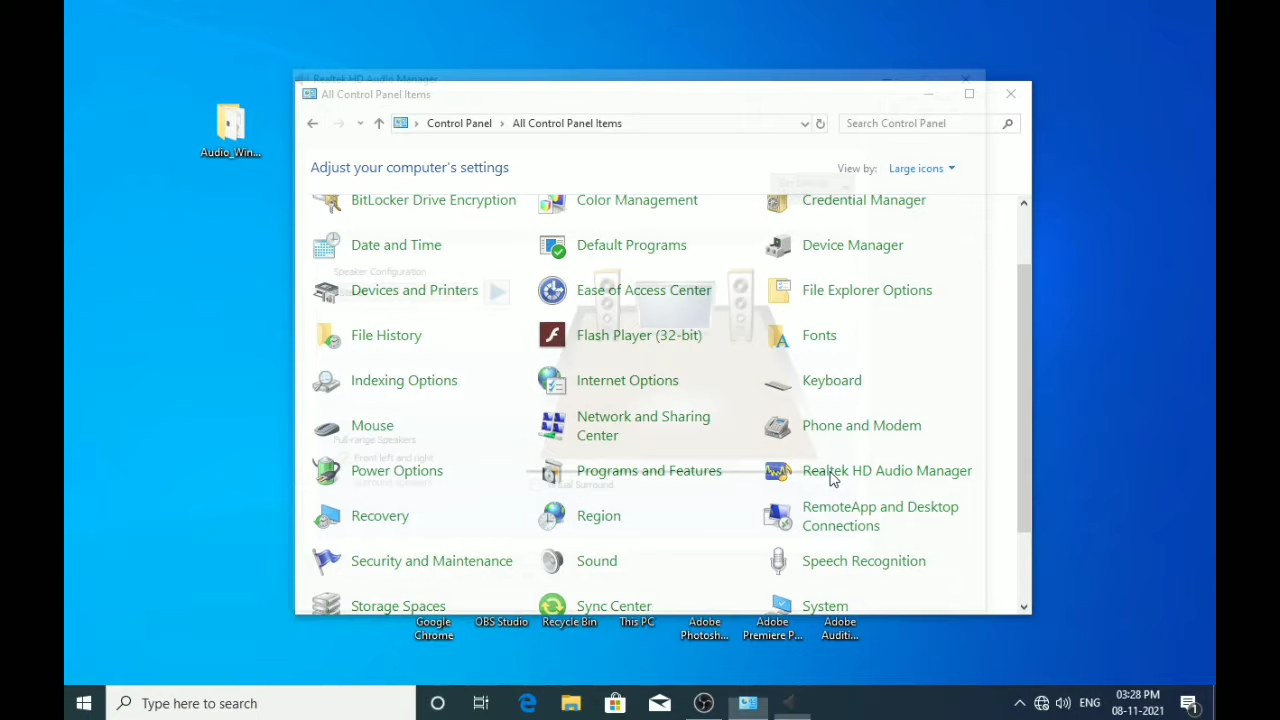 Realtek HD Audio Manager
All Control Panel Items
Control Panel All Control Panel Items
Search Control Panel
Adjust your computer's settings
View by: Large icons
BitLocker Drive Encryption
Color Management
Credential Manager
Date and Time
Default Programs
Device Manager
Speaker Configuration
Devices and Printers
Ease of Access Center
File Explorer Options
File History
Flash Player (32-bit)
Fonts
Indexing Options
Internet Options
Keyboard
Mouse
Network and Sharing
Center
Phone and Modem
Full-range Speakers
Front left and right
Power Options
Programs and Features
Realtek HD Audio Manager
Surround speakers
Virtual Surround
Recovery
Region
RemoteApp and Desktop
Connections
Security and Maintenance
Sound
Speech Recognition
Storage Spaces
Sync Center
System
Audio_Win...
Google
Chrome
OBS Studio
Recycle Bin
This PC
Adobe
Photosh...
Adobe
Premiere P...
Adobe
Auditi...
Type here to search
ENG
03:28 PM
08-11-2021
1